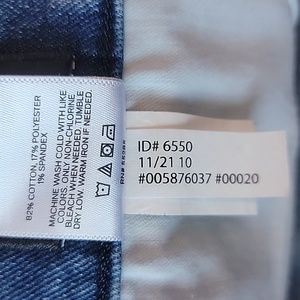 82% COTTON, 17% POLYESTER
1% SPANDEX
MACHINE WASH COLD WITH LIKE
COLORS. ONLY NON-CHLORINE
BLEACH WHEN NEEDED. TUMBLE
DRY LOW. WARM IRON IF NEEDED.
ID# 6550
11/21 10
#005876037 #00020